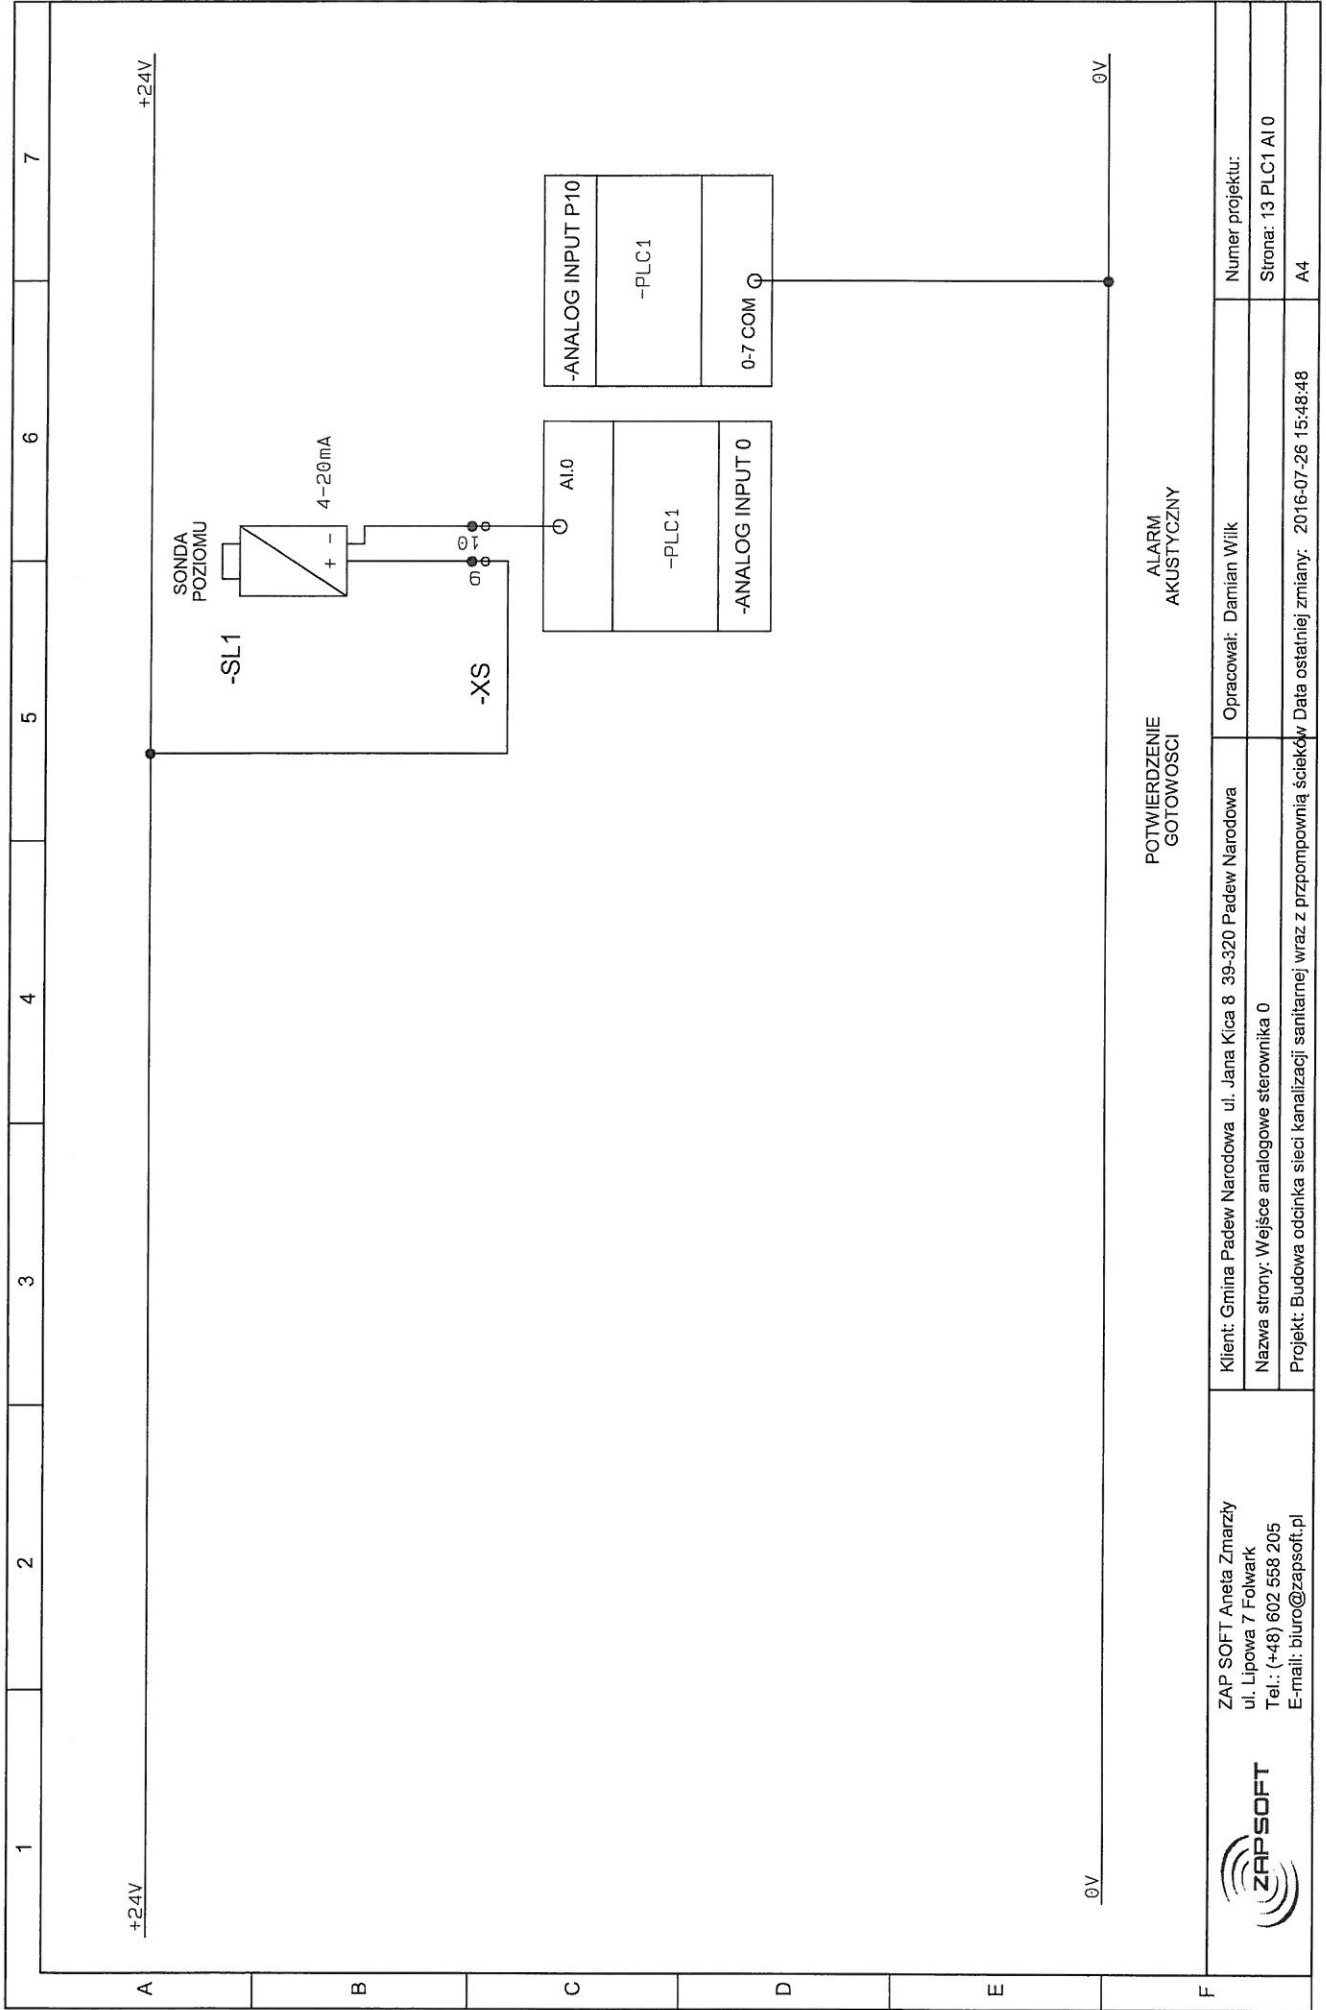 1
2
3
4
5
6
7
A
B
C
D
E
F
+24V
+24V
SONDA
POZIOMU
-SL1
4-20mA
+ -
-XS
9
10
AI.0
-PLC1
-ANALOG INPUT 0
-ANALOG INPUT P10
-PLC1
0-7 COM
0V
0V
POTWIERDZENIE
GOTOWOSCI
ALARM
AKUSTYCZNY
ZAPSOFT
ZAP SOFT Aneta Zmarzły
ul. Lipowa 7 Folwark
Tel.: (+48) 602 558 205
E-mail: biuro@zapsoft.pl
Klient: Gmina Padew Narodowa ul. Jana Kica 8 39-320 Padew Narodowa
Opracował: Damian Wilk
Numer projektu:
Nazwa strony: Wejśce analogowe sterownika 0
Strona: 13 PLC1 AI 0
Projekt: Budowa odcinka sieci kanalizacji sanitarnej wraz z przpompownią ścieków
Data ostatniej zmiany: 2016-07-26 15:48:48
A4